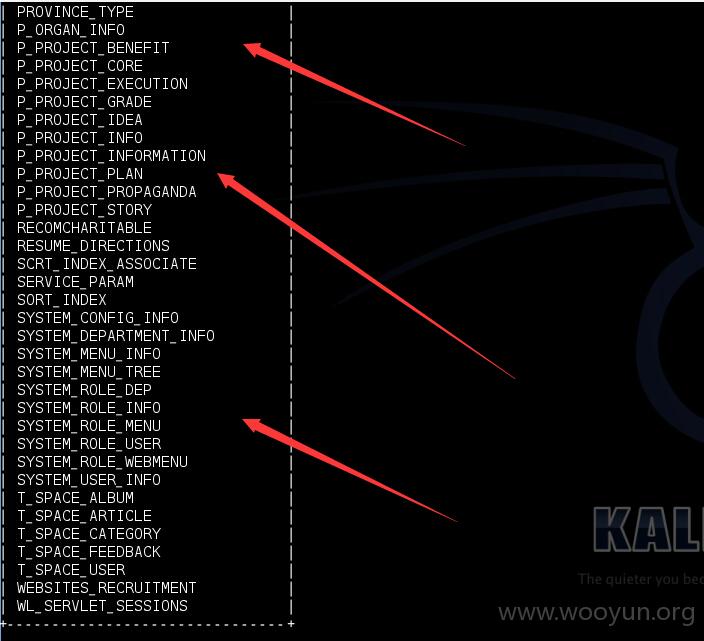 PROVINCE_TYPE
P_ORGAN_INFO
P_PROJECT_BENEFIT
P_PROJECT_CORE
P_PROJECT_EXECUTION
P_PROJECT_GRADE
P_PROJECT_IDEA
P_PROJECT_INFO
P_PROJECT_INFORMATION
P_PROJECT_PLAN
P_PROJECT_PROPAGANDA
P_PROJECT_STORY
RECOMCHARITABLE
RESUME_DIRECTIONS
SCRT_INDEX_ASSOCIATE
SERVICE_PARAM
SORT_INDEX
SYSTEM_CONFIG_INFO
SYSTEM_DEPARTMENT_INFO
SYSTEM_MENU_INFO
SYSTEM_MENU_TREE
SYSTEM_ROLE_DEP
SYSTEM_ROLE_INFO
SYSTEM_ROLE_MENU
SYSTEM_ROLE_USER
SYSTEM_ROLE_WEBMENU
SYSTEM_USER_INFO
T_SPACE_ALBUM
T_SPACE_ARTICLE
T_SPACE_CATEGORY
T_SPACE_FEEDBACK
T_SPACE_USER
WEBSITES_RECRUITMENT
WL_SERVLET_SESSIONS
KAL
The quieter you bec
www.wooyun.org